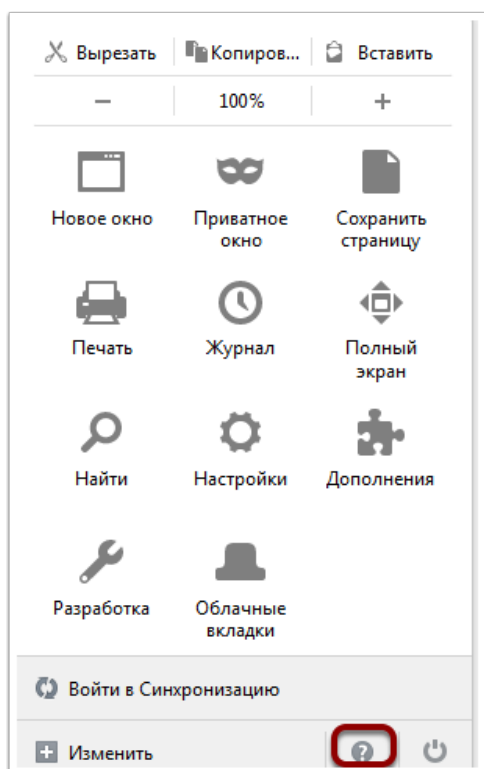 Вырезать Копиров... Вставить
− 100% +
Новое окно Приватное окно Сохранить страницу
Печать Журнал Полный экран
Найти Настройки Дополнения
Разработка Облачные вкладки
Войти в Синхронизацию
Изменить ?